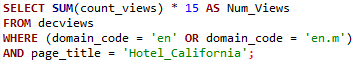 SELECT SUM(count_views) * 15 AS Num_Views
FROM decviews
WHERE (domain_code = 'en' OR domain_code = 'en.m')
AND page_title = 'Hotel_California';